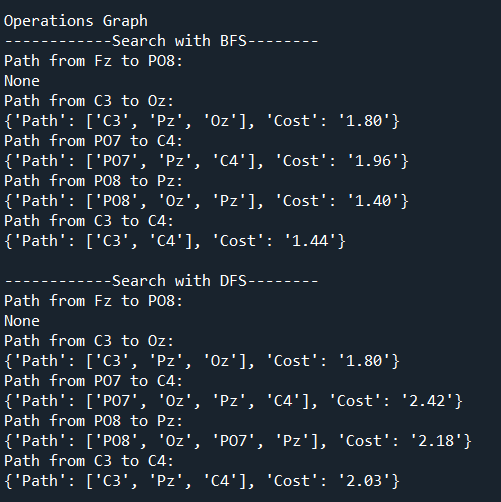 Operations Graph
------------Search with BFS--------
Path from Fz to PO8:
None
Path from C3 to Oz:
{'Path': ['C3', 'Pz', 'Oz'], 'Cost': '1.80'}
Path from PO7 to C4:
{'Path': ['PO7', 'Pz', 'C4'], 'Cost': '1.96'}
Path from PO8 to Pz:
{'Path': ['PO8', 'Oz', 'Pz'], 'Cost': '1.40'}
Path from C3 to C4:
{'Path': ['C3', 'C4'], 'Cost': '1.44'}

------------Search with DFS--------
Path from Fz to PO8:
None
Path from C3 to Oz:
{'Path': ['C3', 'Pz', 'Oz'], 'Cost': '1.80'}
Path from PO7 to C4:
{'Path': ['PO7', 'Oz', 'Pz', 'C4'], 'Cost': '2.42'}
Path from PO8 to Pz:
{'Path': ['PO8', 'Oz', 'PO7', 'Pz'], 'Cost': '2.18'}
Path from C3 to C4:
{'Path': ['C3', 'Pz', 'C4'], 'Cost': '2.03'}